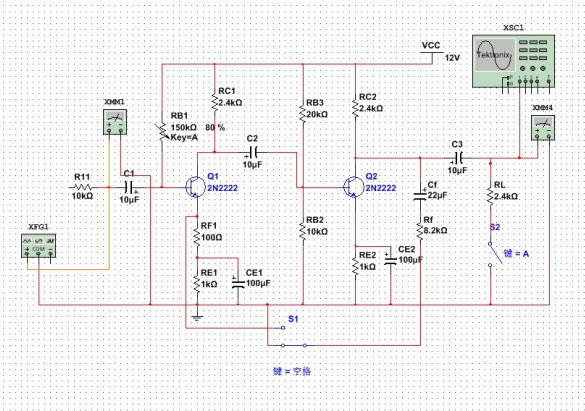 XSC1
VCC
12V
Tektronix
XMM1
RC1
2.4kΩ
RC2
2.4kΩ
XMM4
RB1
150kΩ 80 %
Key=A
RB3
20kΩ
C2
10µF
C3
10µF
R11
10kΩ
C1
10µF
Q1
2N2222
Q2
2N2222
Cf
22µF
RL
2.4kΩ
RF1
100Ω
RB2
10kΩ
Rf
8.2kΩ
S2
键 = A
XFG1
COM
RE1
1kΩ
CE1
100µF
RE2
1kΩ
CE2
100µF
S1
键 = 空格